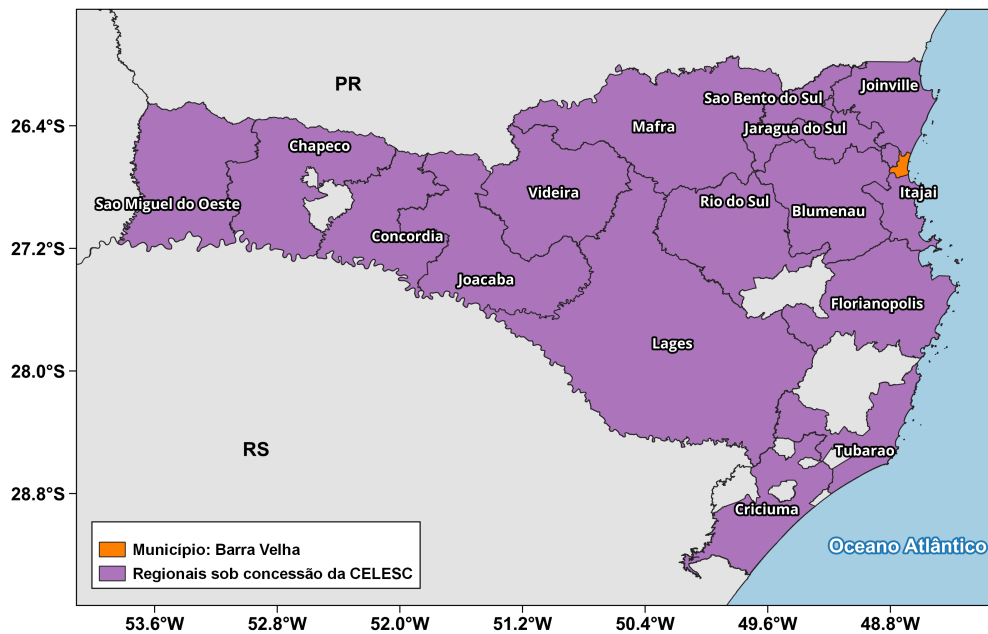 PR
Joinville
Sao Bento do Sul
26.4°S
Mafra
Jaragua do Sul
Chapeco
Videira
Itajai
Sao Miguel do Oeste
Rio do Sul
Blumenau
Concordia
27.2°S
Joacaba
Florianopolis
Lages
28.0°S
RS
Tubarao
28.8°S
Criciuma
Oceano Atlântico
Município: Barra Velha
Regionais sob concessão da CELESC
53.6°W 52.8°W 52.0°W 51.2°W 50.4°W 49.6°W 48.8°W